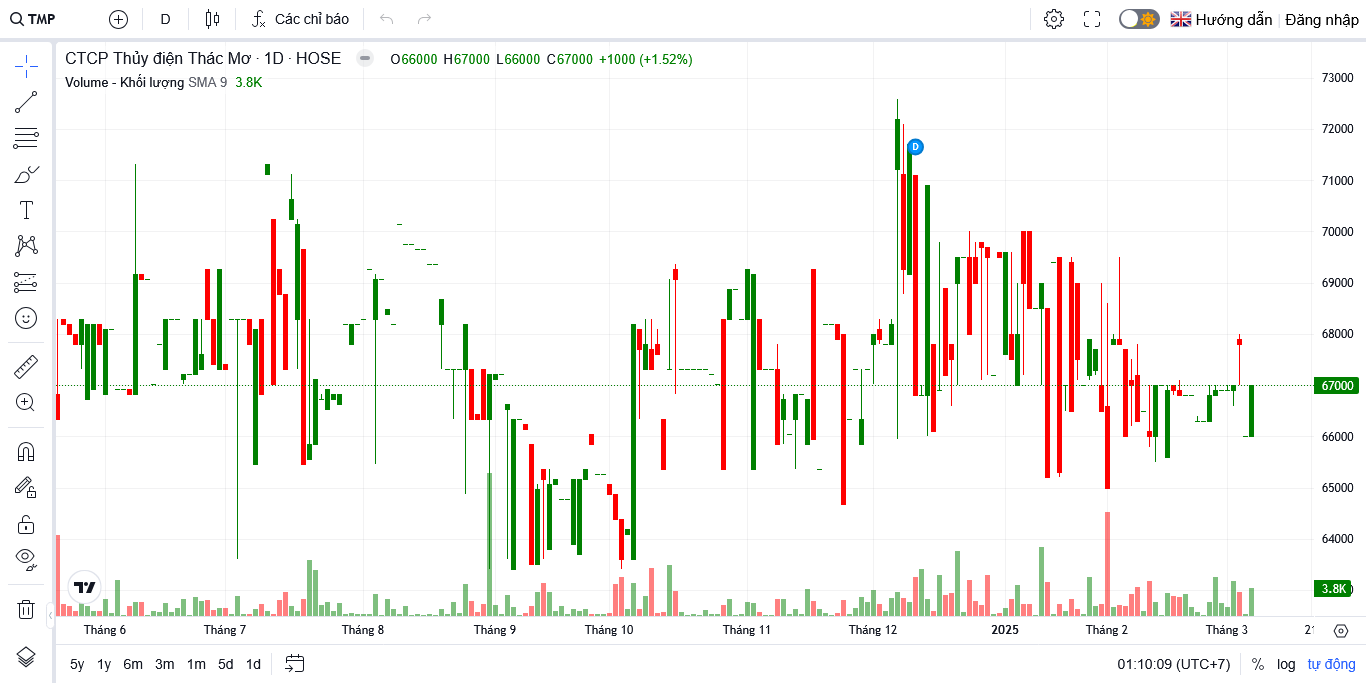 TMP D Các chỉ báo Hướng dẫn Đăng nhập
CTCP Thủy điện Thác Mơ · 1D · HOSE O66000 H67000 L66000 C67000 +1000 (+1.52%)
Volume - Khối lượng SMA 9 3.8K
73000
72000
D
71000
70000
69000
68000
67000
66000
65000
64000
3.8K
Tháng 6 Tháng 7 Tháng 8 Tháng 9 Tháng 10 Tháng 11 Tháng 12 2025 Tháng 2 Tháng 3
5y 1y 6m 3m 1m 5d 1d 01:10:09 (UTC+7) % log tự động